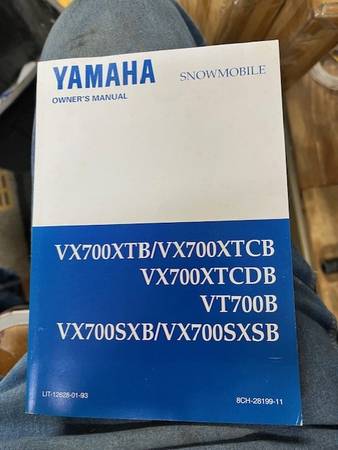 YAMAHA SNOWMOBILE
OWNER'S MANUAL
VX700XTB/VX700XTCB
VX700XTCDB
VT700B
VX700SXB/VX700SXSB
LIT-12628-01-93 8CH-28199-11